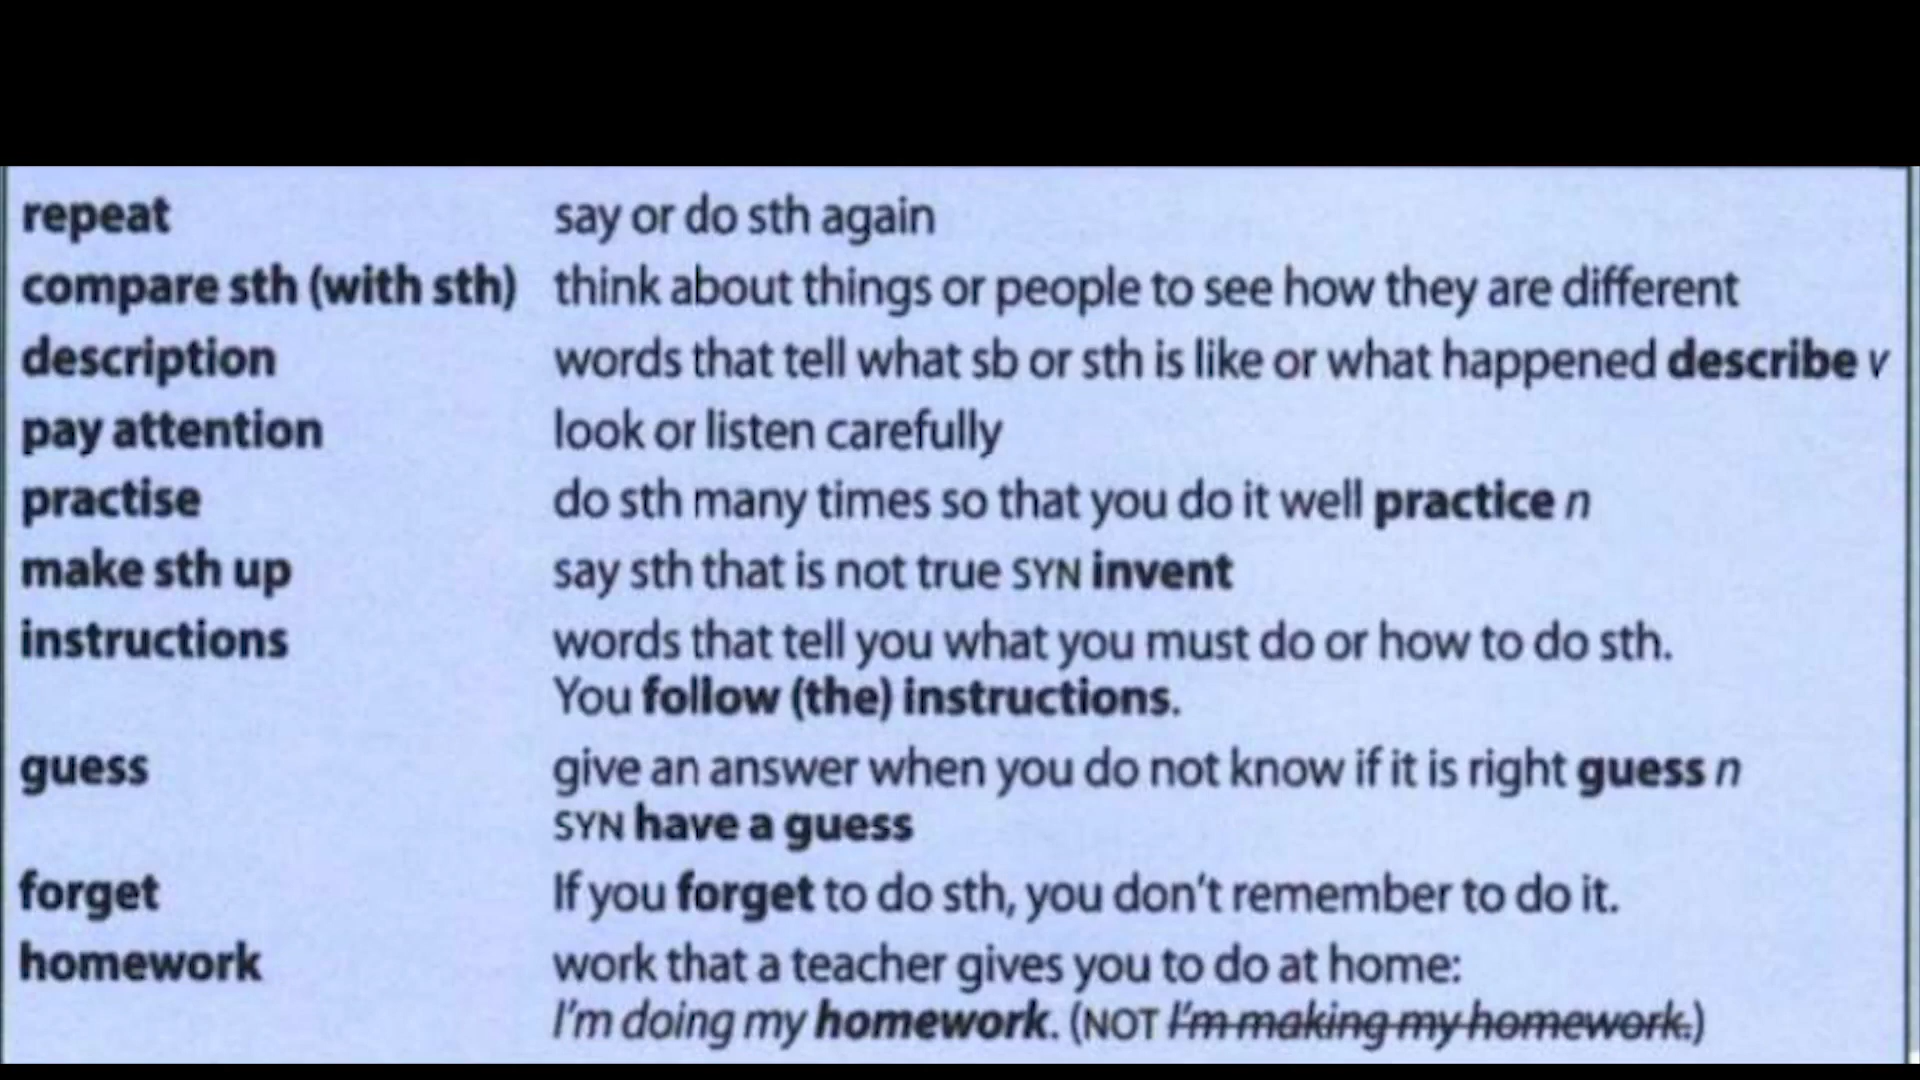 repeat say or do sth again
compare sth (with sth) think about things or people to see how they are different
description words that tell what sb or sth is like or what happened describe v
pay attention look or listen carefully
practise do sth many times so that you do it well practice n
make sth up say sth that is not true SYN invent
instructions words that tell you what you must do or how to do sth.
You follow (the) instructions.
guess give an answer when you do not know if it is right guess n
SYN have a guess
forget If you forget to do sth, you don't remember to do it.
homework work that a teacher gives you to do at home:
I'm doing my homework. (NOT I'm making my homework.)